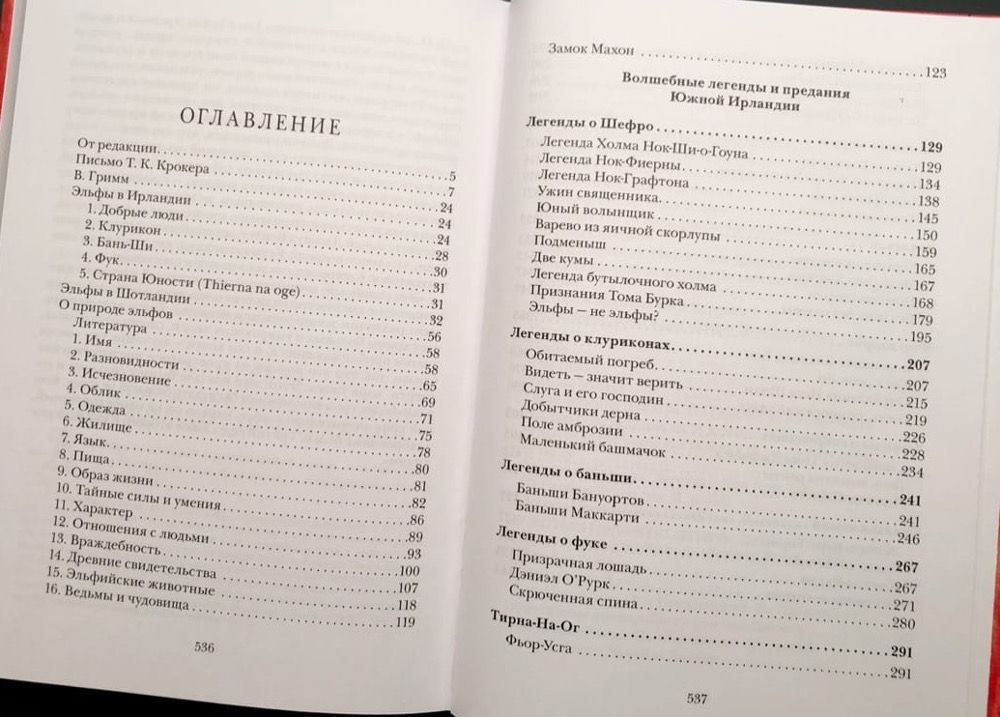 ОГЛАВЛЕНИЕ
От редакции.....5
Письмо Т. К. Крокера.....7
В. Гримм.....24
Эльфы в Ирландии.....24
1. Добрые люди.....24
2. Клурикон.....28
3. Бань-Ши.....30
4. Фук.....31
5. Страна Юности (Thierna na oge).....31
Эльфы в Шотландии.....32
О природе эльфов.....56
Литература.....58
1. Имя.....58
2. Разновидности.....65
3. Исчезновение.....69
4. Облик.....71
5. Одежда.....75
6. Жилище.....78
7. Язык.....80
8. Пища.....81
9. Образ жизни.....82
10. Тайные силы и умения.....86
11. Характер.....89
12. Отношения с людьми.....93
13. Враждебность.....100
14. Древние свидетельства.....107
15. Эльфийские животные.....118
16. Ведьмы и чудовища.....119
536
Замок Махон.....123
Волшебные легенды и предания
Южной Ирландии
Легенды о Шефро.....129
Легенда Холма Нок-Ши-о-Гоуна.....129
Легенда Нок-Фиерны.....134
Легенда Нок-Графтона.....138
Ужин священника.....145
Юный волынщик.....150
Варево из яичной скорлупы.....159
Подменыш.....165
Две кумы.....167
Легенда бутылочного холма.....168
Признания Тома Бурка.....179
Эльфы — не эльфы?.....195
Легенды о клуриконах.....207
Обитаемый погреб.....207
Видеть — значит верить.....215
Слуга и его господин.....219
Добытчики дерна.....226
Поле амброзии.....228
Маленький башмачок.....234
Легенды о баньши.....241
Баньши Бануортов.....241
Баньши Маккарти.....246
Легенды о фуке.....267
Призрачная лошадь.....267
Дэниэл О’Рурк.....271
Скрюченная спина.....280
Тирна-На-Ог.....291
Фьор-Усга.....291
537